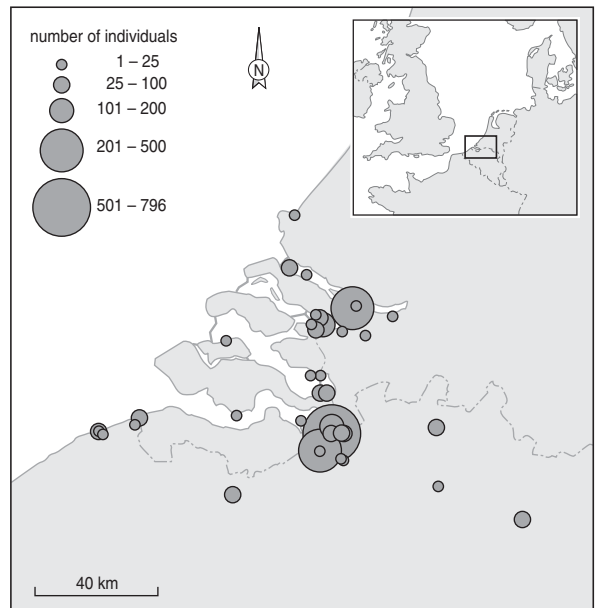 number of individuals
1 – 25
25 – 100
101 – 200
201 – 500
501 – 796
N
40 km